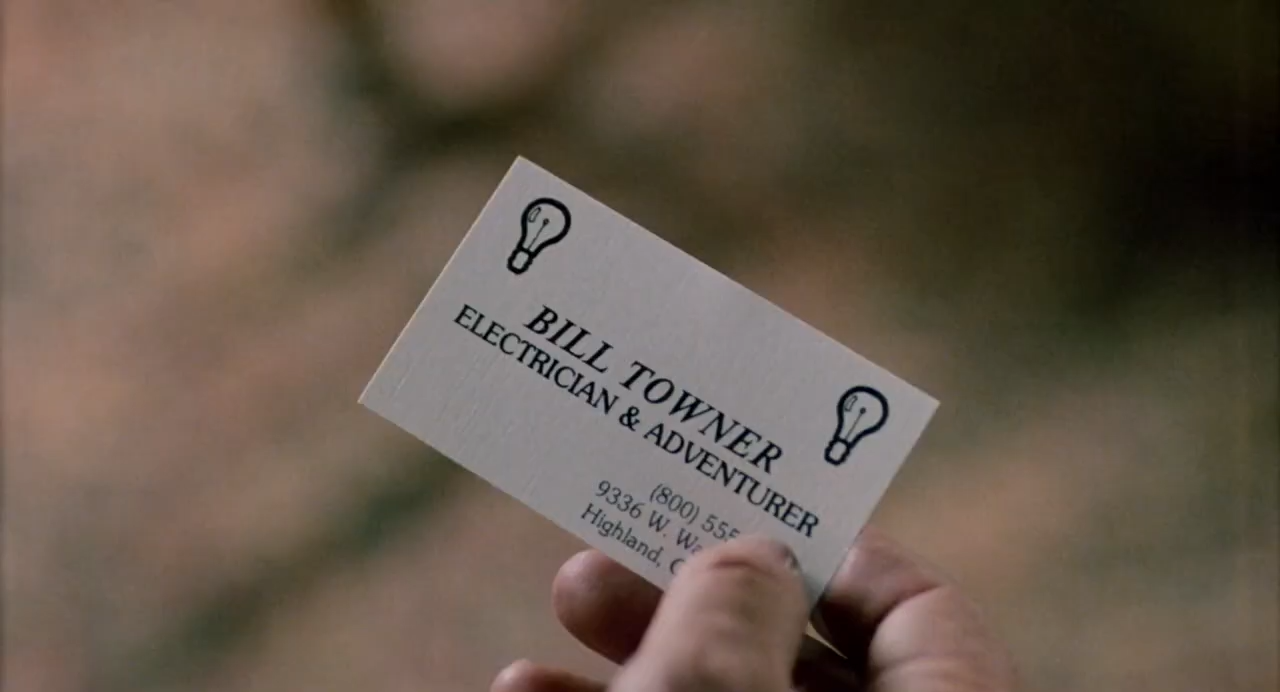 BILL TOWNER
ELECTRICIAN & ADVENTURER
(800) 555
9336 W.
Highland,